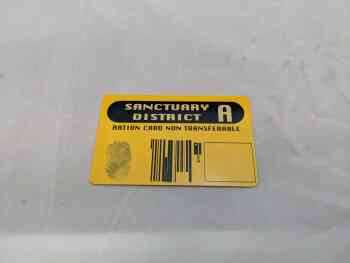 SANCTUARY
DISTRICT A
RATION CARD NON TRANSFERABLE